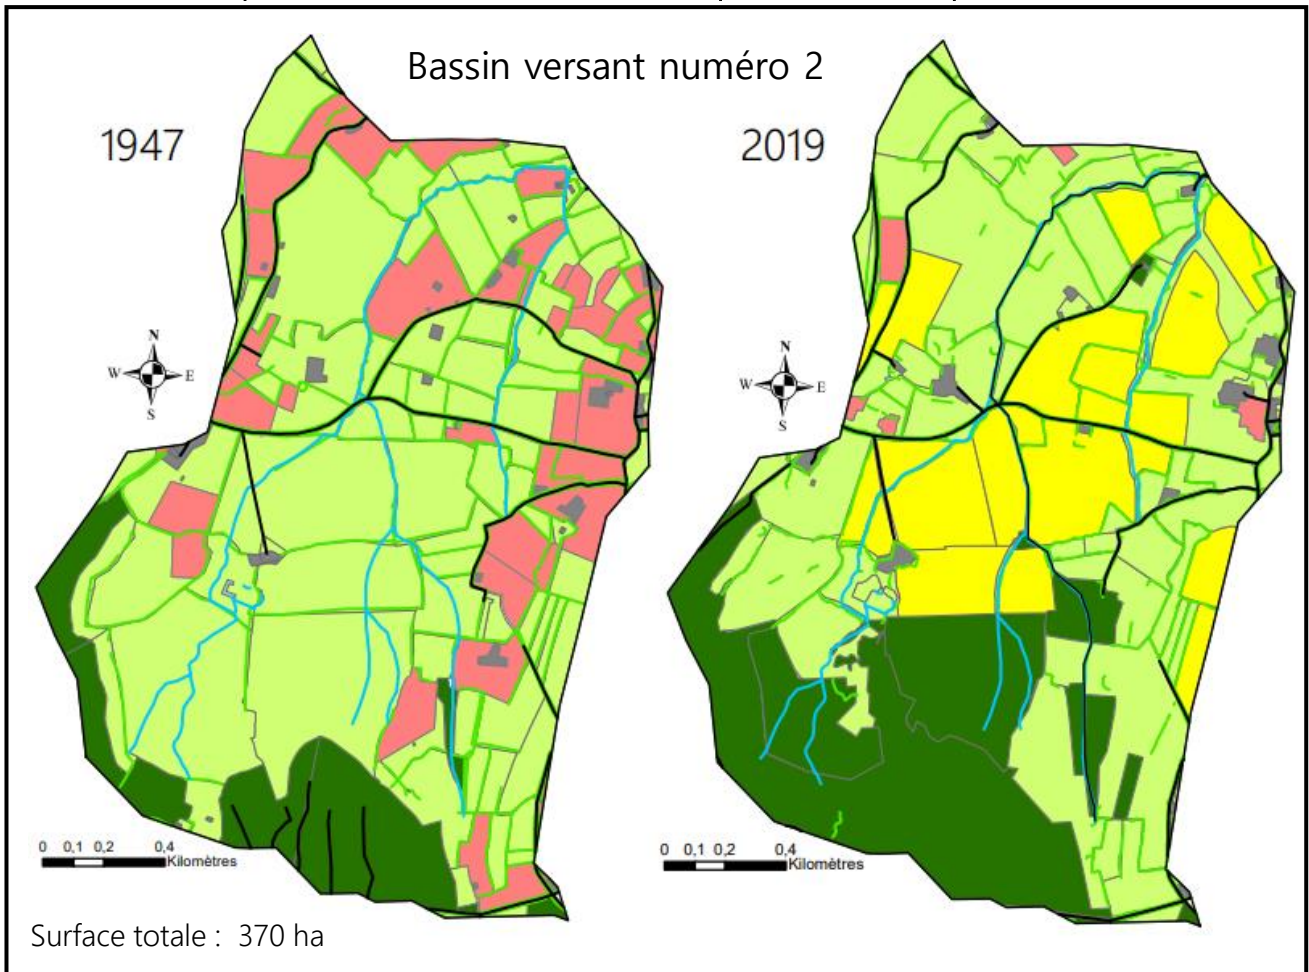 Bassin versant numéro 2
1947
2019
N
W E
S
N
W E
S
0 0,1 0,2 0,4
Kilomètres
0 0,1 0,2 0,4
Kilomètres
Surface totale : 370 ha